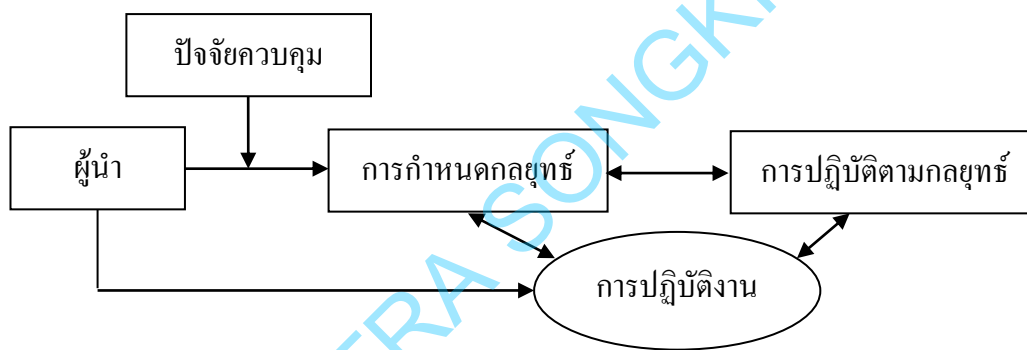 ปัจจัยควบคุม
ผู้นำ
การกำหนดกลยุทธ์
การปฏิบัติตามกลยุทธ์
การปฏิบัติงาน
TRA SONGK